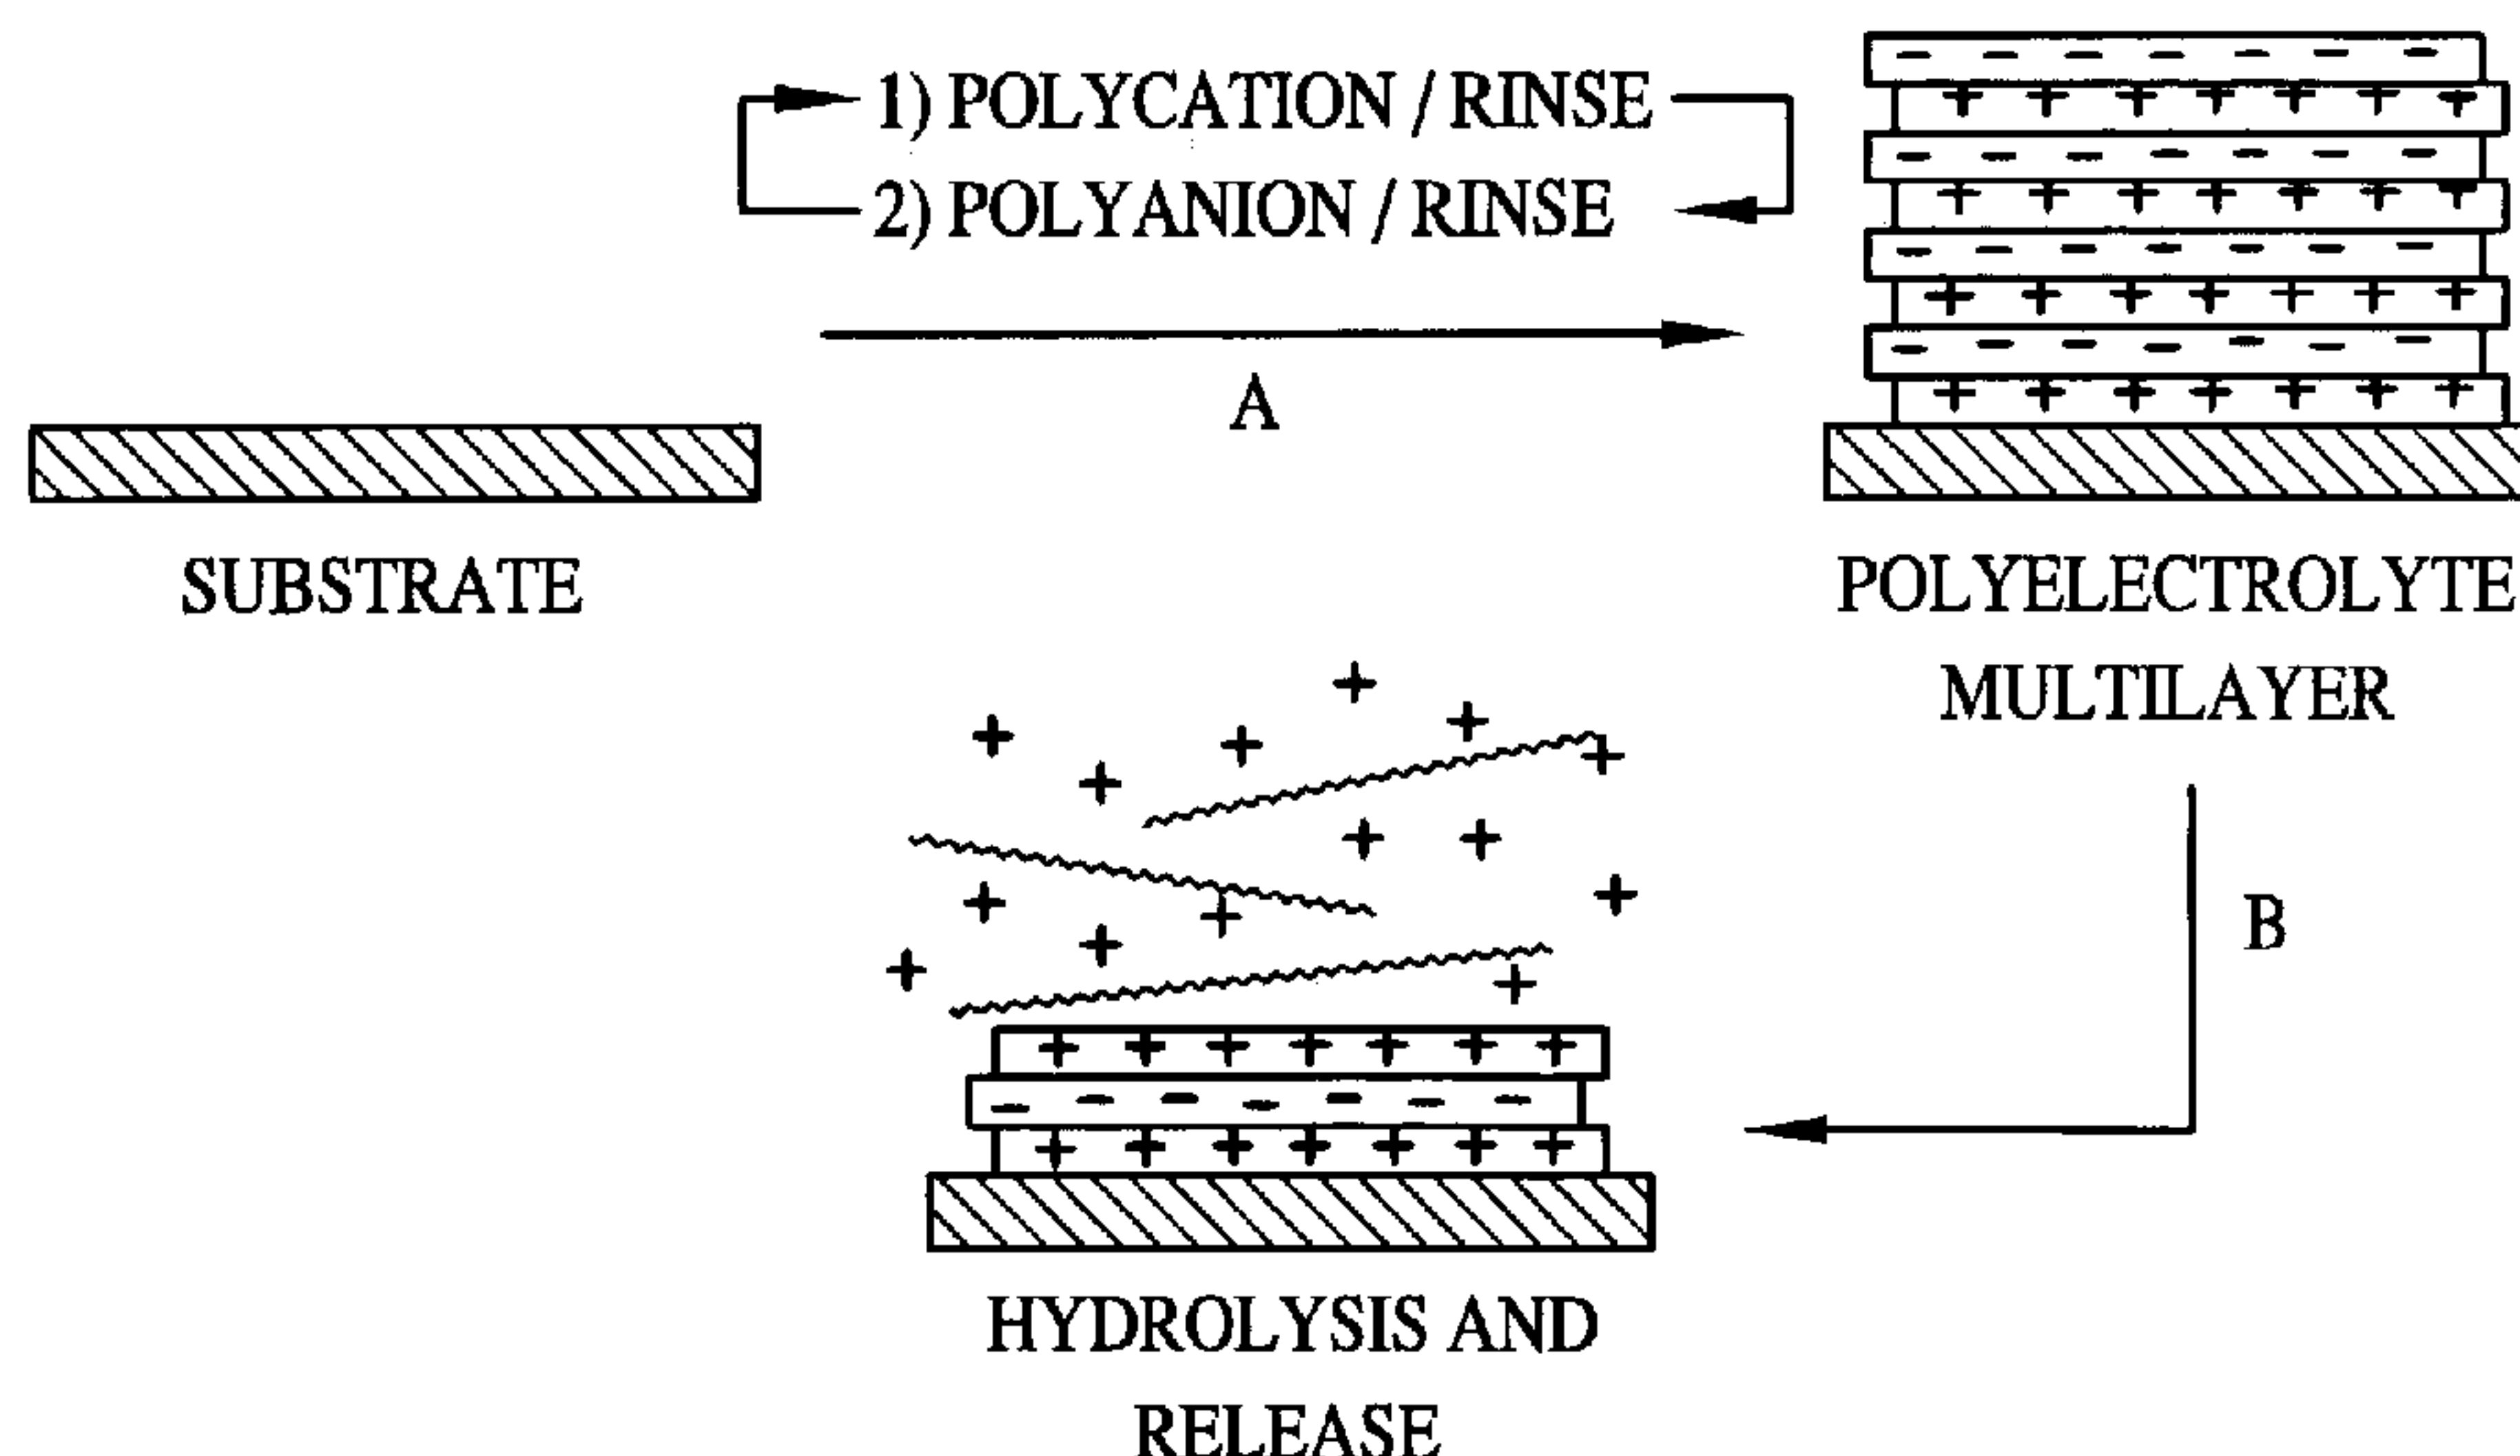 1) POLYCATION / RINSE
2) POLYANION / RINSE
A
SUBSTRATE
POLYELECTROLYTE
MULTILAYER
B
HYDROLYSIS AND
RELEASE